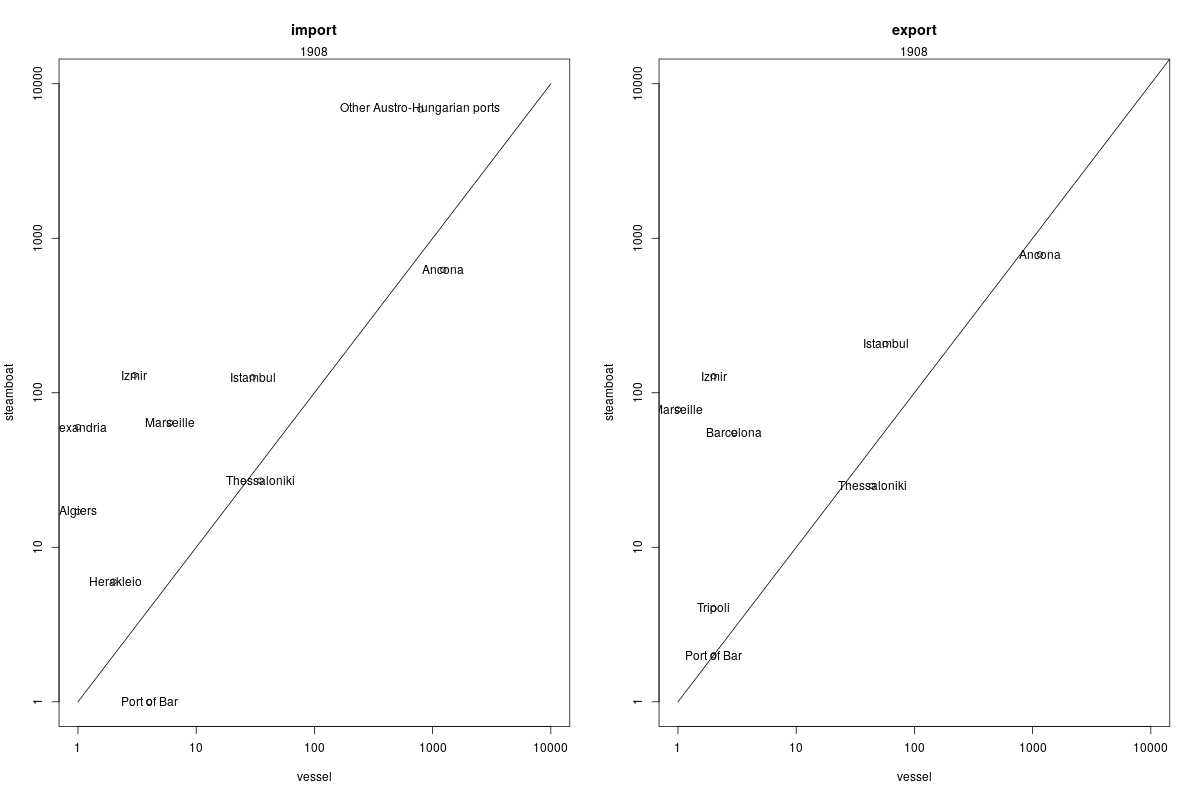 import
1908
10000
1000
100
10
1
steamboat
Other Austro-Hungarian ports
Ancona
Izmir
Istambul
exandria
Marseille
Thessaloniki
Algiers
Herakleio
Port of Bar
1 10 100 1000 10000
vessel
export
1908
10000
1000
100
10
1
steamboat
Ancona
Istambul
Izmir
Marseille
Barcelona
Thessaloniki
Tripoli
Port of Bar
1 10 100 1000 10000
vessel